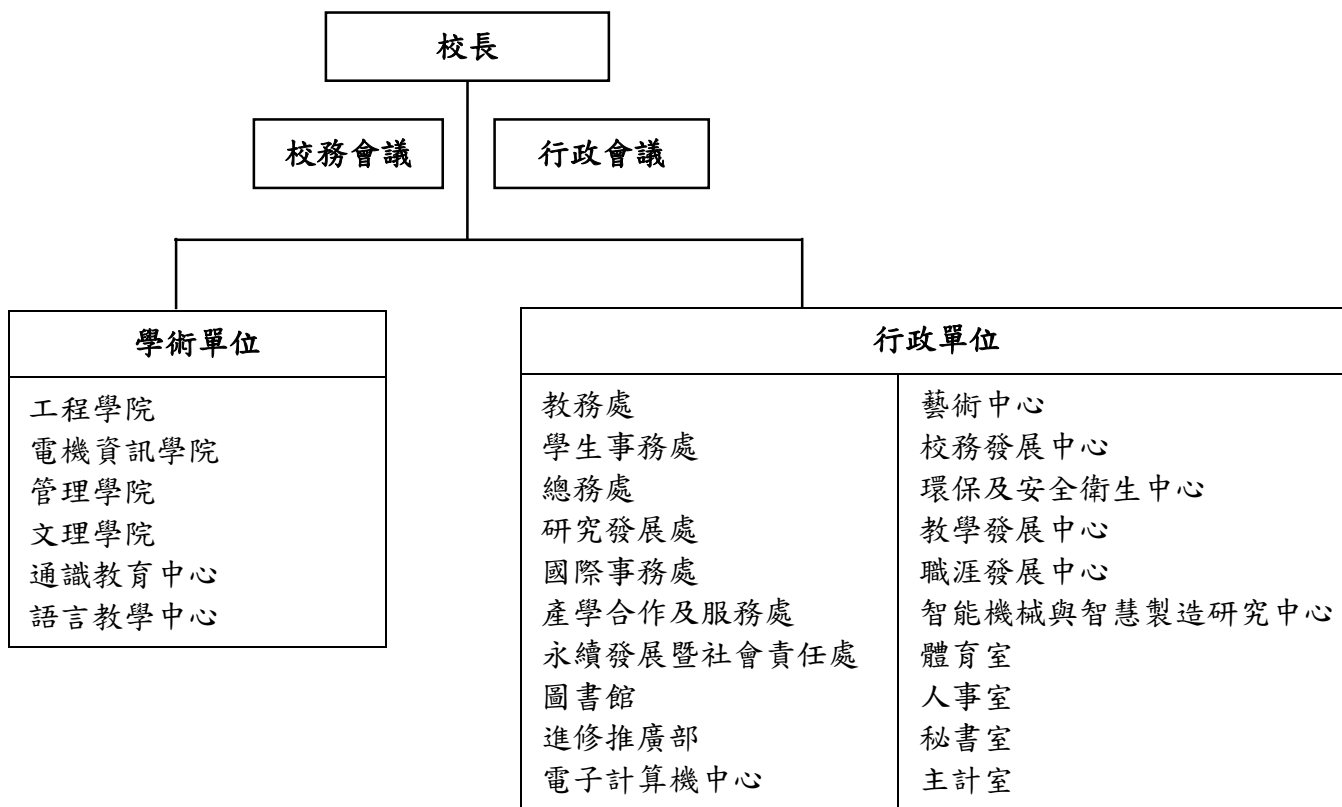 校長
校務會議
行政會議
學術單位
工程學院
電機資訊學院
管理學院
文理學院
通識教育中心
語言教學中心
行政單位
教務處
學生事務處
總務處
研究發展處
國際事務處
產學合作及服務處
永續發展暨社會責任處
圖書館
進修推廣部
電子計算機中心
藝術中心
校務發展中心
環保及安全衛生中心
教學發展中心
職涯發展中心
智能機械與智慧製造研究中心
體育室
人事室
秘書室
主計室